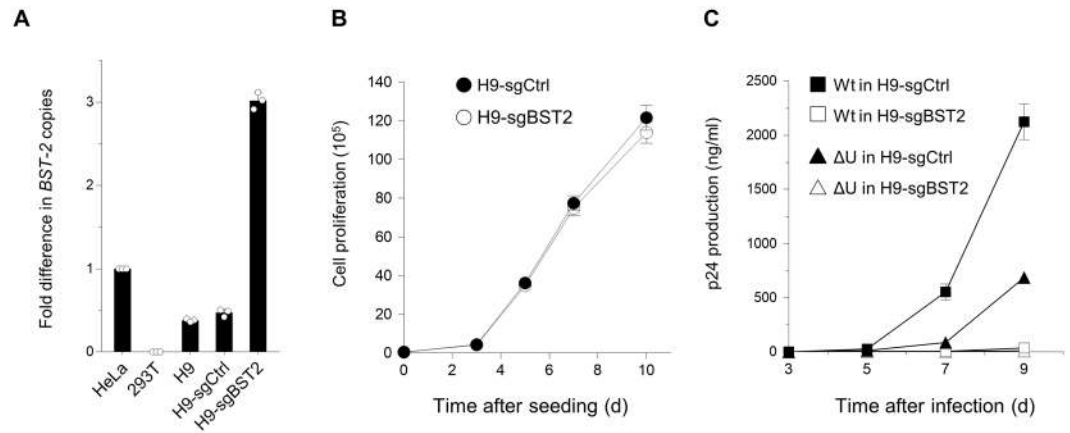 A
Fold difference in BST-2 copies
3
2
1
0
HeLa
293T
H9
H9-sgCtrl
H9-sgBST2
B
H9-sgCtrl
H9-sgBST2
Cell proliferation (10⁵)
140
120
100
80
60
40
20
0
0 2 4 6 8 10
Time after seeding (d)
C
Wt in H9-sgCtrl
Wt in H9-sgBST2
ΔU in H9-sgCtrl
ΔU in H9-sgBST2
p24 production (ng/ml)
2500
2000
1500
1000
500
0
3 5 7 9
Time after infection (d)